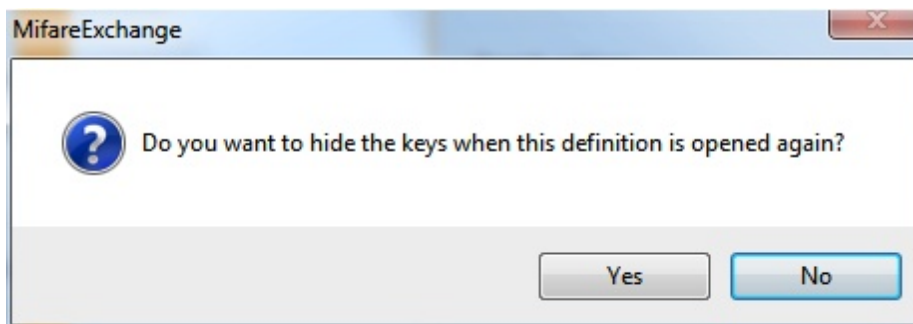 MifareExchange
Do you want to hide the keys when this definition is opened again?
Yes No